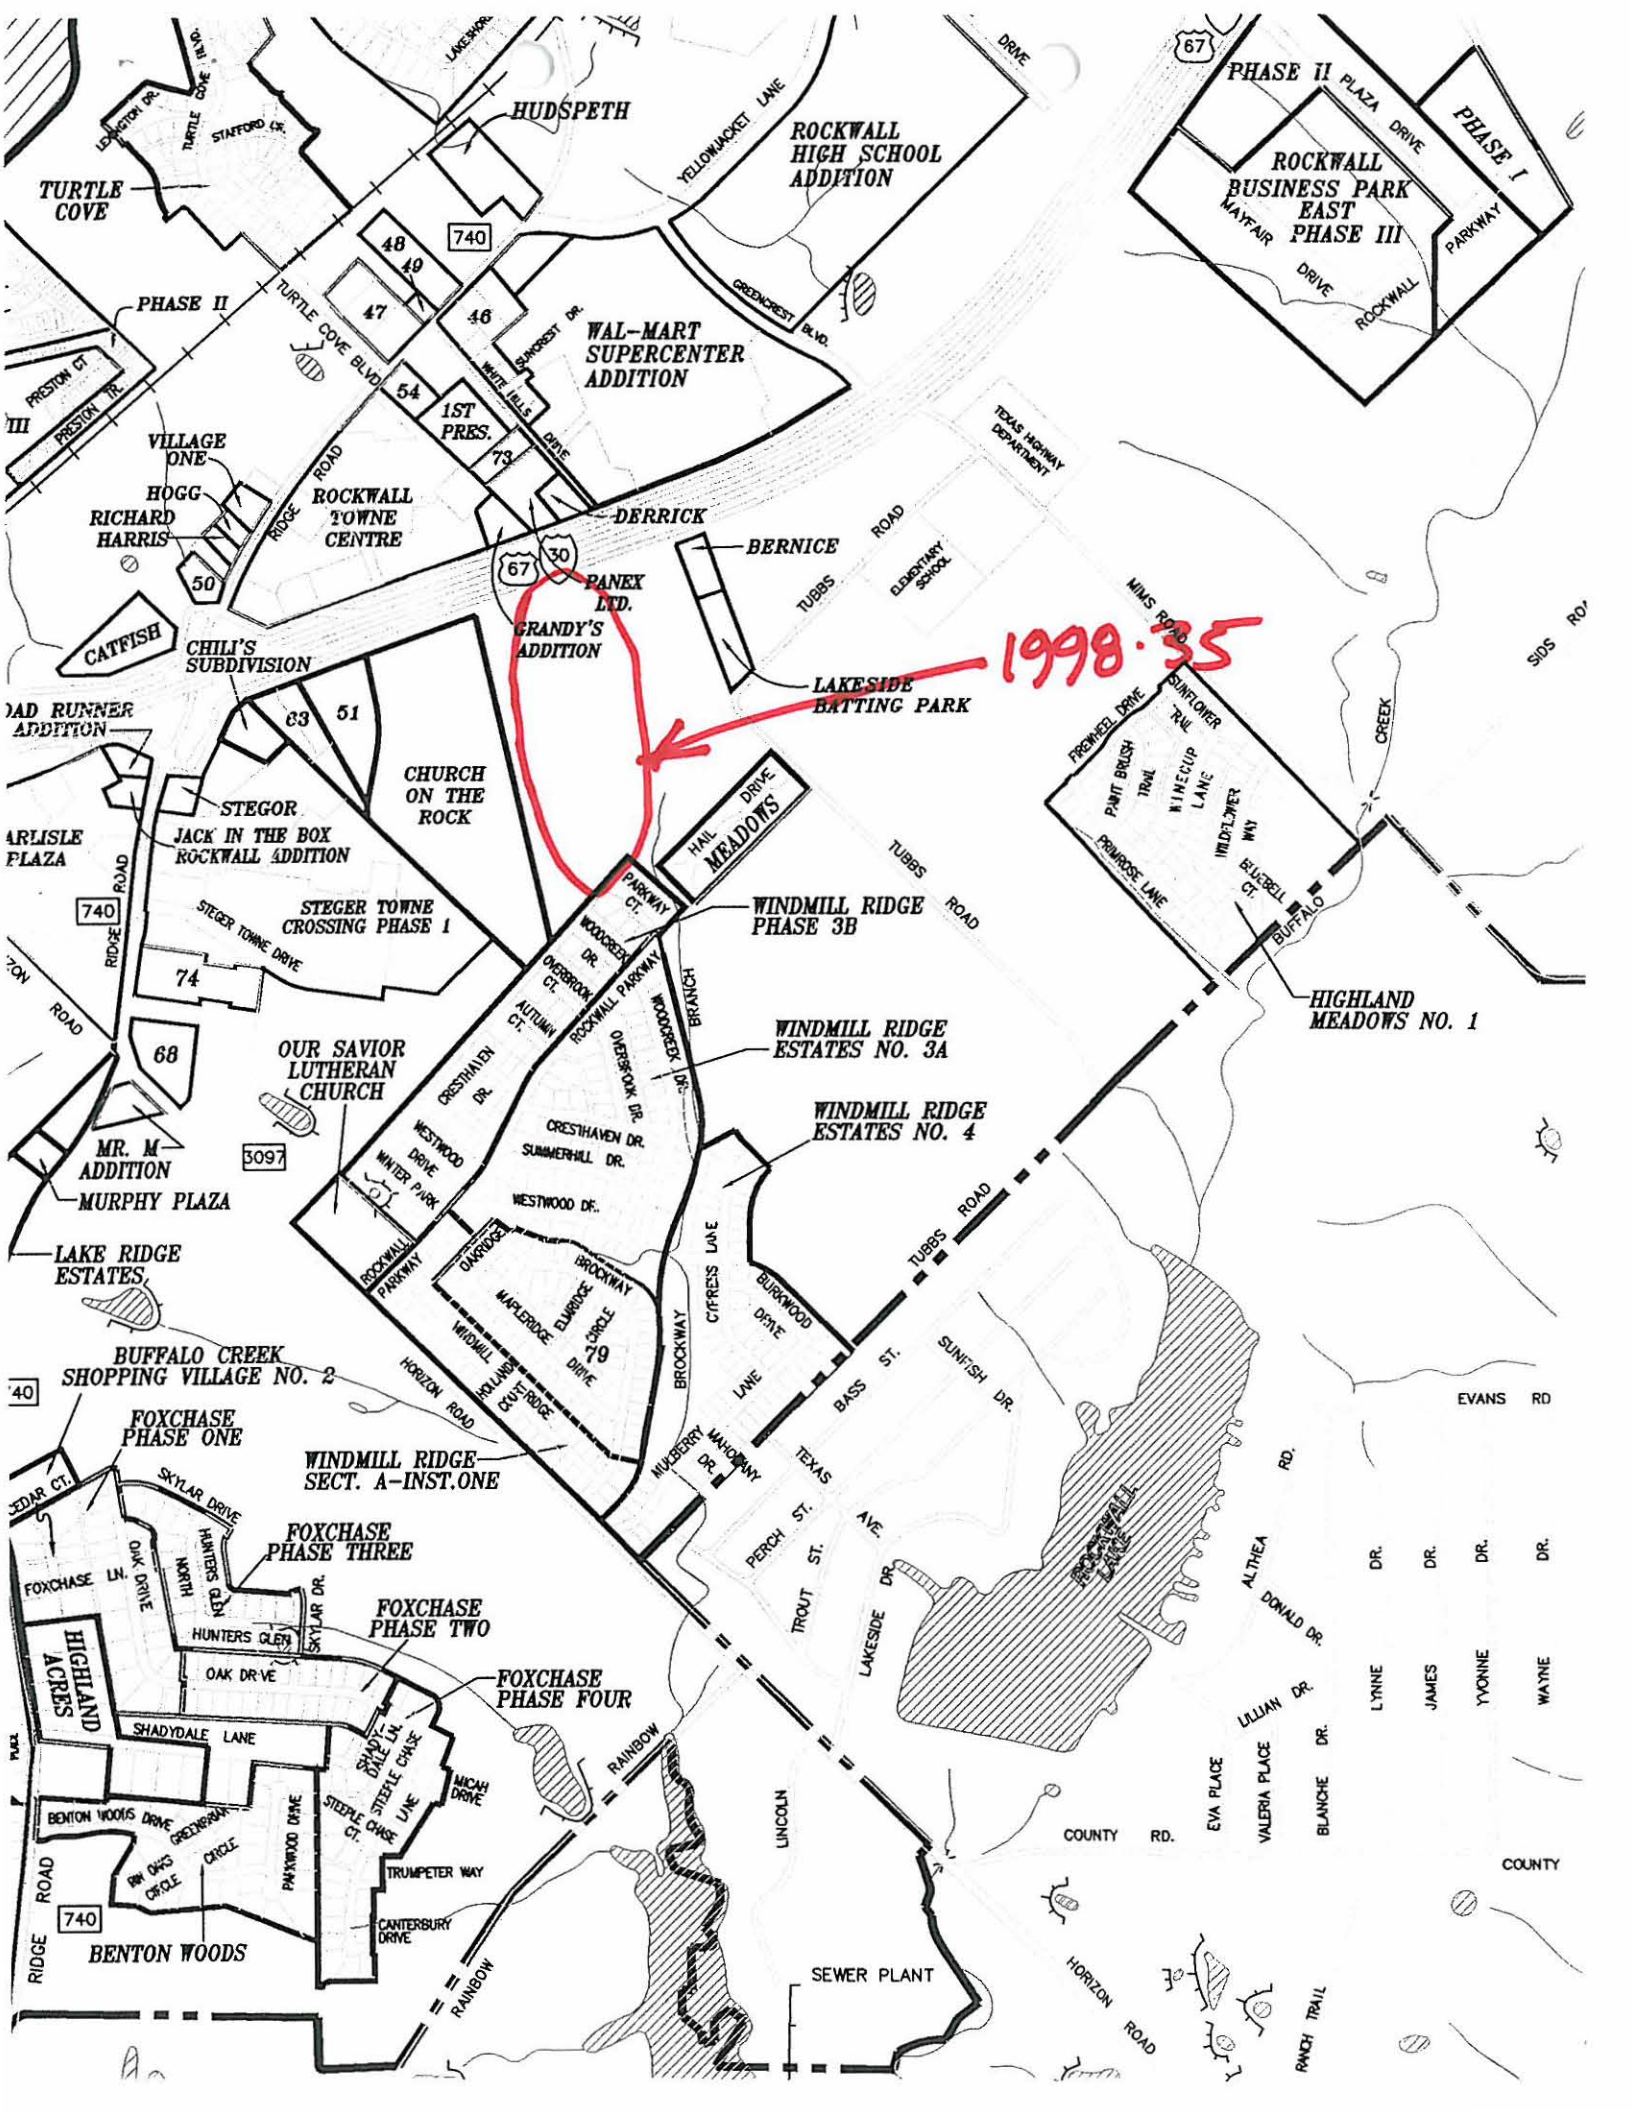 LAKESHORE
DRIVE
67
TURTLE COVE BLVD.
LEXINGTON DR.
STAFFORD CR.
TURTLE
COVE
HUDSPETH
YELLOWJACKET LANE
ROCKWALL
HIGH SCHOOL
ADDITION
PHASE II
PLAZA DRIVE
PHASE I
ROCKWALL
BUSINESS PARK
EAST
PHASE III
MAYFAIR
DRIVE
ROCKWALL
PARKWAY
740
48
49
47
46
TURTLE COVE BLVD
PHASE II
PRESTON CT
PRESTON TR.
III
SUNCREST DR.
WHITE HILLS
DRIVE
WAL-MART
SUPERCENTER
ADDITION
GREENCREST BLVD.
54
1ST
PRES.
73
TEXAS HIGHWAY
DEPARTMENT
VILLAGE
ONE
HOGG
RICHARD
HARRIS
50
RIDGE
ROAD
ROCKWALL
TOWNE
CENTRE
DERRICK
BERNICE
67
30
PANEX
LTD.
GRANDY'S
ADDITION
TUBBS
ROAD
ELEMENTARY
SCHOOL
MIMS ROAD
SIDS
CATFISH
CHILI'S
SUBDIVISION
1998-35
LAKESIDE
BATTING PARK
OAD RUNNER
ADDITION
63
51
CHURCH
ON THE
ROCK
STEGOR
JACK IN THE BOX
ROCKWALL ADDITION
ARLISLE
PLAZA
RIDGE ROAD
740
STEGER TOWNE
CROSSING PHASE 1
STEGER TOWNE DRIVE
74
68
ZON
ROAD
HAIL DRIVE
MEADOWS
FIREWHEEL DRIVE
SUNFLOWER
TRAIL
PAINT BRUSH
TRAIL
WINECUP
LANE
WILDFLOWER
WAY
BLUEBELL
CT.
PRIMROSE LANE
BUFFALO
CREEK
HIGHLAND
MEADOWS NO. 1
TUBBS
ROAD
PARKWAY
CT.
WOODCREEK
DR.
OVERBROOK
CT.
AUTUMN
CT.
ROCKWALL PARKWAY
WINDMILL RIDGE
PHASE 3B
BRANCH
WOODCREEK DR.
OVERBROOK DR.
WINDMILL RIDGE
ESTATES NO. 3A
WINDMILL RIDGE
ESTATES NO. 4
OUR SAVIOR
LUTHERAN
CHURCH
CRESTHAVEN
DR.
WESTWOOD
DRIVE
WINTER PARK
CRESTHAVEN DR.
SUMMERHILL DR.
WESTWOOD DR.
3097
MR. M
ADDITION
MURPHY PLAZA
LAKE RIDGE
ESTATES
ROCKWALL
PARKWAY
OAKRIDGE
BROCKWAY
MAPLERIDGE
ELMRIDGE
CIRCLE
79
DRIVE
WINDMILL
HOLLAND
COURT
RIDGE
BROCKWAY
CYPRESS LANE
BURKWOOD
DRIVE
LANE
MULBERRY
MAHOGANY
DR.
TUBBS
ROAD
HORIZON
ROAD
BUFFALO CREEK
SHOPPING VILLAGE NO. 2
40
FOXCHASE
PHASE ONE
WINDMILL RIDGE
SECT. A-INST.ONE
BASS ST.
SUNFISH DR.
TEXAS
AVE.
PERCH ST.
TROUT ST.
LAKESIDE DR.
ROCKWALL
LAKE
EVANS RD
ALTHEA
RD.
DONALD DR.
LILLIAN DR.
LYNNE DR.
JAMES DR.
YVONNE DR.
WAYNE DR.
CEDAR CT.
SKYLAR DRIVE
FOXCHASE
PHASE THREE
FOXCHASE LN.
OAK DRIVE
NORTH
HUNTERS GLEN
SKYLAR DR.
HUNTERS GLEN
FOXCHASE
PHASE TWO
OAK DRIVE
HIGHLAND
ACRES
FOXCHASE
PHASE FOUR
SHADYDALE LANE
SHADY-
DALE LN.
STEEPLE CHASE
LANE
STEEPLE CHASE
CT.
MICAH
DRIVE
RAINBOW
BENTON WOODS DRIVE
GREENBRIAR
CIRCLE
PIN OAKS
CIRCLE
PARKWOOD DRIVE
TRUMPETER WAY
CANTERBURY
DRIVE
RIDGE ROAD
740
BENTON WOODS
RAINBOW
LINCOLN
SEWER PLANT
EVA PLACE
VALERIA PLACE
BLANCHE DR.
COUNTY RD.
COUNTY
HORIZON
ROAD
RANCH TRAIL